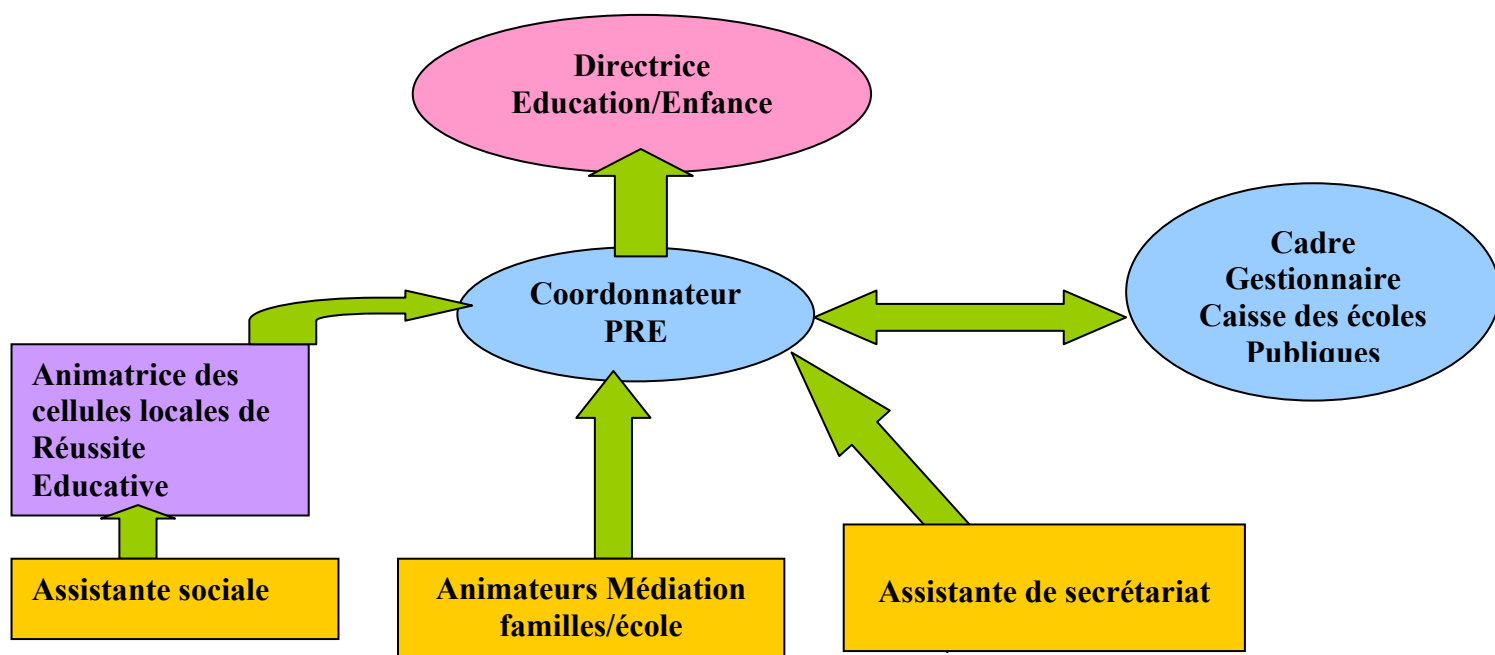 Directrice
Education/Enfance
Coordonnateur
PRE
Cadre
Gestionnaire
Caisse des écoles
Publiques
Animatrice des
cellules locales de
Réussite
Educative
Assistante sociale
Animateurs Médiation
familles/école
Assistante de secrétariat